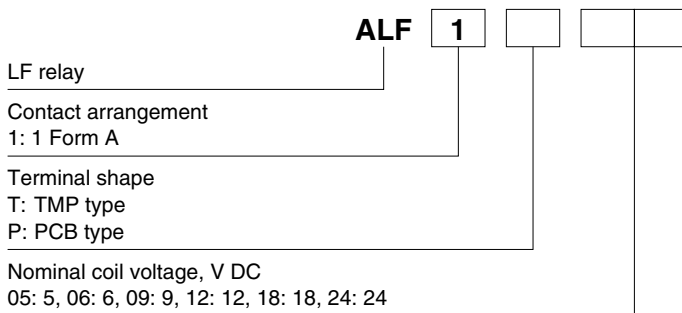 ALF 1
LF relay
Contact arrangement
1: 1 Form A
Terminal shape
T: TMP type
P: PCB type
Nominal coil voltage, V DC
05: 5, 06: 6, 09: 9, 12: 12, 18: 18, 24: 24